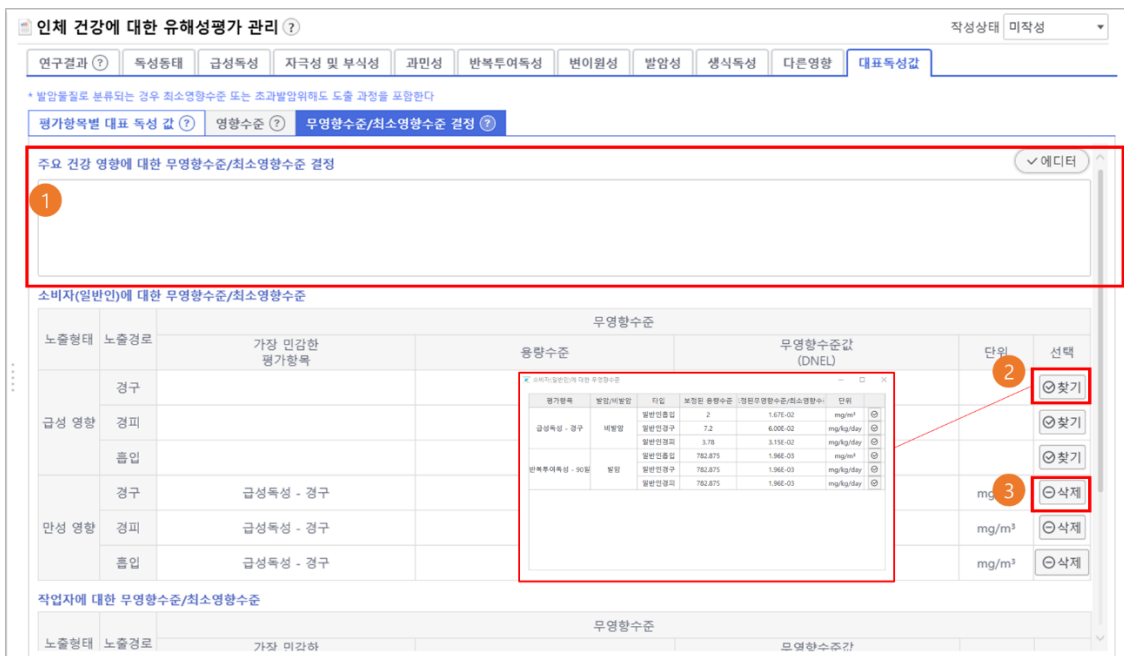 인체 건강에 대한 유해성평가 관리 ?
작성상태 미작성
연구결과 ? 독성동태 급성독성 자극성 및 부식성 과민성 반복투여독성 변이원성 발암성 생식독성 다른영향 대표독성값
* 발암물질로 분류되는 경우 최소영향수준 또는 초과발암위해도 도출 과정을 포함한다
평가항목별 대표 독성 값 ? 영향수준 ? 무영향수준/최소영향수준 결정 ?
주요 건강 영향에 대한 무영향수준/최소영향수준 결정
에디터
1
소비자(일반인)에 대한 무영향수준/최소영향수준
노출형태 노출경로 무영향수준
가장 민감한
평가항목
용량수준
무영향수준값
(DNEL)
단위 선택
2
급성 영향
경구 찾기
경피 찾기
흡입 찾기
만성 영향
경구 급성독성 - 경구 3 삭제
경피 급성독성 - 경구 mg/m³ 삭제
흡입 급성독성 - 경구 mg/m³ 삭제
소비자(일반인)에 대한 무영향수준
평가항목 발암/비발암 타입 보정된 용량수준 단위
급성독성 - 경구 비발암
일반인흡입 2 1.67E-02 mg/m³
일반인경구 7.2 6.00E-02 mg/kg/day
일반인경피 3.78 3.15E-02 mg/kg/day
반복투여독성 - 90일 발암
일반인흡입 782.875 1.96E-03 mg/m³
일반인경구 782.875 1.96E-03 mg/kg/day
일반인경피 782.875 1.96E-03 mg/kg/day
작업자에 대한 무영향수준/최소영향수준
노출형태 노출경로 무영향수준
가장 민감한
무영향수준값